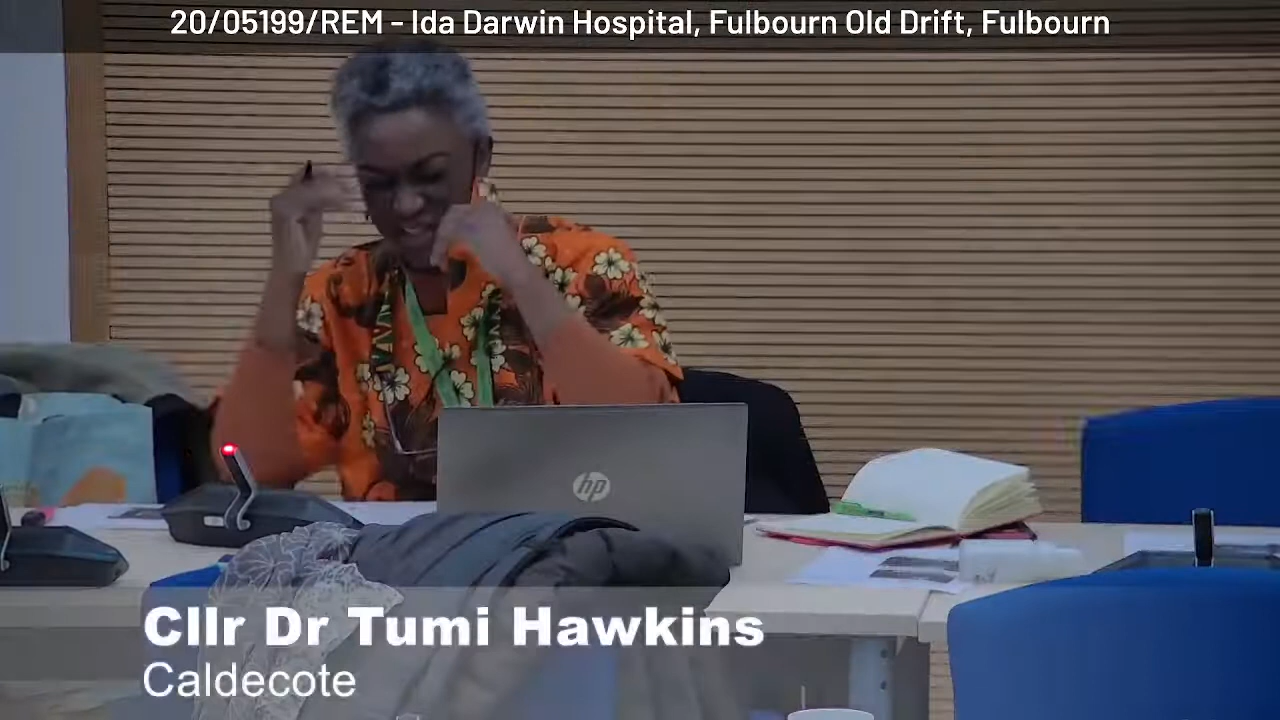 20/05199/REM - Ida Darwin Hospital, Fulbourn Old Drift, Fulbourn
hp
Cllr Dr Tumi Hawkins
Caldecote